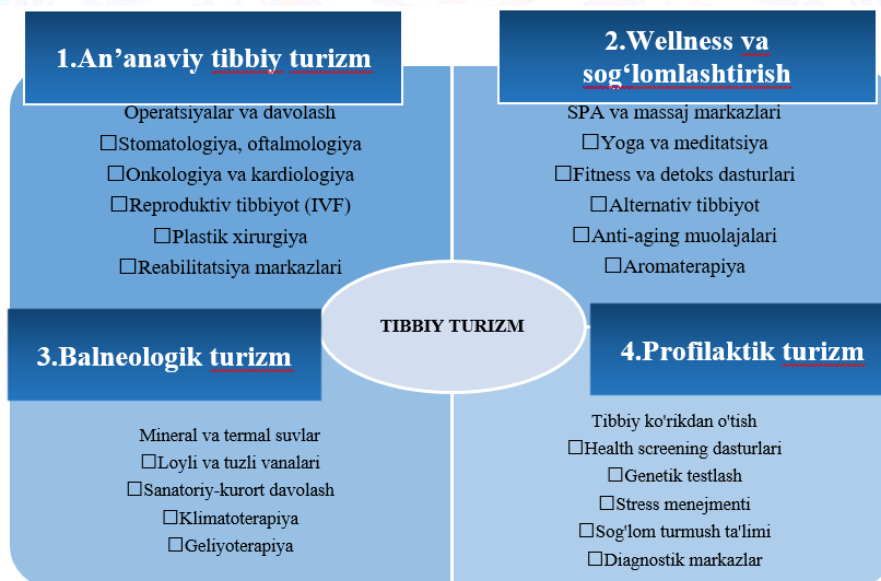 1.An’anaviy tibbiy turizm
Operatsiyalar va davolash
□Stomatologiya, oftalmologiya
□Onkologiya va kardiologiya
□Reproduktiv tibbiyot (IVF)
□Plastik xirurgiya
□Reabilitatsiya markazlari
2.Wellness va
sog‘lomlashtirish
SPA va massaj markazlari
□Yoga va meditatsiya
□Fitness va detoks dasturlari
□Alternativ tibbiyot
□Anti-aging muolajalari
□Aromaterapiya
TIBBIY TURIZM
3.Balneologik turizm
Mineral va termal suvlar
□Loyli va tuzli vanalari
□Sanatoriy-kurort davolash
□Klimatoterapiya
□Geliyoterapiya
4.Profilaktik turizm
Tibbiy ko'rikdan o'tish
□Health screening dasturlari
□Genetik testlash
□Stress menejmenti
□Sog'lom turmush ta'limi
□Diagnostik markazlar